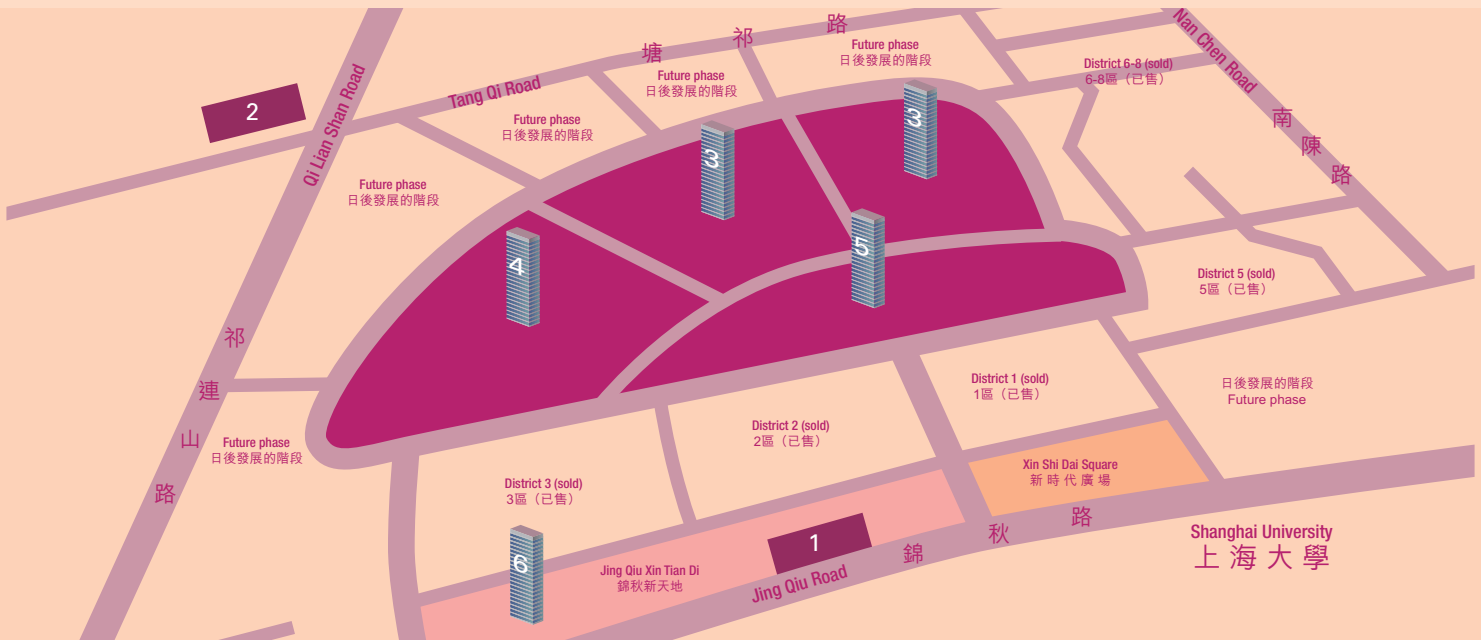 塘祁路
Tang Qi Road
Future phase
日後發展的階段
Future phase
日後發展的階段
Future phase
日後發展的階段
Future phase
日後發展的階段
Nan Chen Road
南陳路
District 6-8 (sold)
6-8區（已售）
2
Qi Lian Shan Road
祁連山路
3
3
4
5
District 5 (sold)
5區（已售）
日後發展的階段
Future phase
District 1 (sold)
1區（已售）
District 2 (sold)
2區（已售）
Future phase
日後發展的階段
District 3 (sold)
3區（已售）
Xin Shi Dai Square
新時代廣場
6
Jing Qiu Xin Tian Di
錦秋新天地
1
Jing Qiu Road
錦秋路
Shanghai University
上海大學